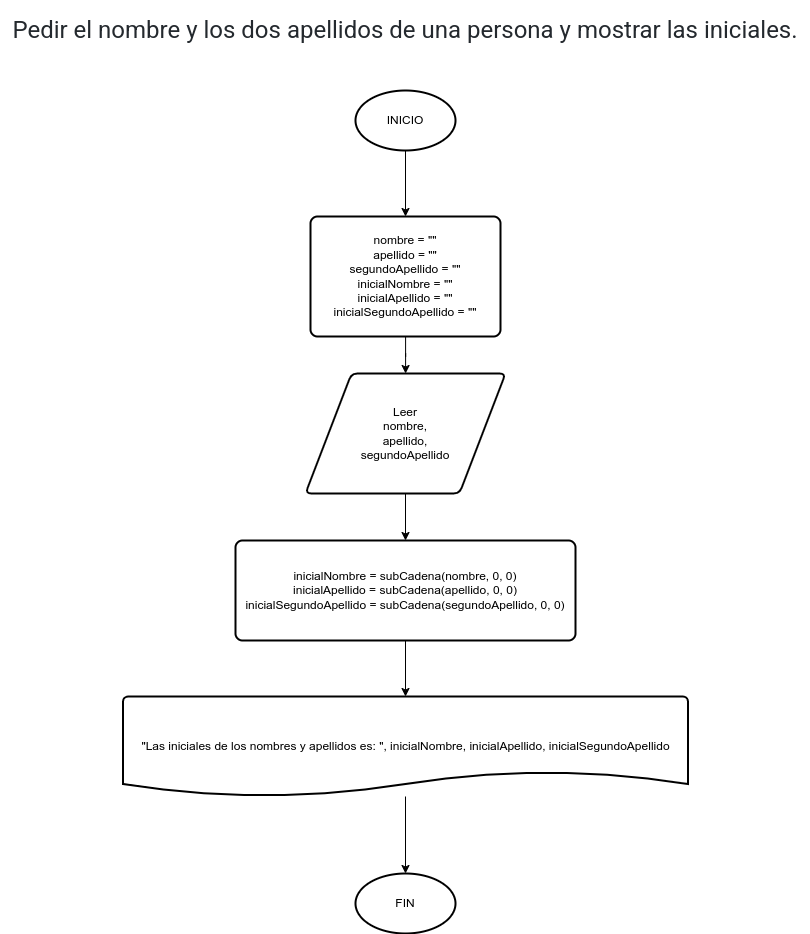 Pedir el nombre y los dos apellidos de una persona y mostrar las iniciales.
INICIO
nombre = ""
apellido = ""
segundoApellido = ""
inicialNombre = ""
inicialApellido = ""
inicialSegundoApellido = ""
Leer
nombre,
apellido,
segundoApellido
inicialNombre = subCadena(nombre, 0, 0)
inicialApellido = subCadena(apellido, 0, 0)
inicialSegundoApellido = subCadena(segundoApellido, 0, 0)
"Las iniciales de los nombres y apellidos es: ", inicialNombre, inicialApellido, inicialSegundoApellido
FIN